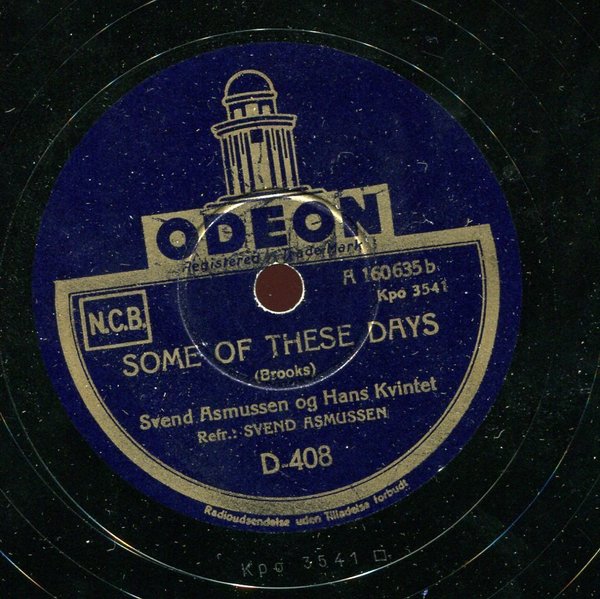 ODEON
Registered Trade Mark
A 160635 b
Kpo 3541
N.C.B.
SOME OF THESE DAYS
(Brooks)
Svend Asmussen og Hans Kvintet
Refr.: SVEND ASMUSSEN
D-408
Radioudsendelse uden Tilladelse forbudt
Kpo 3541